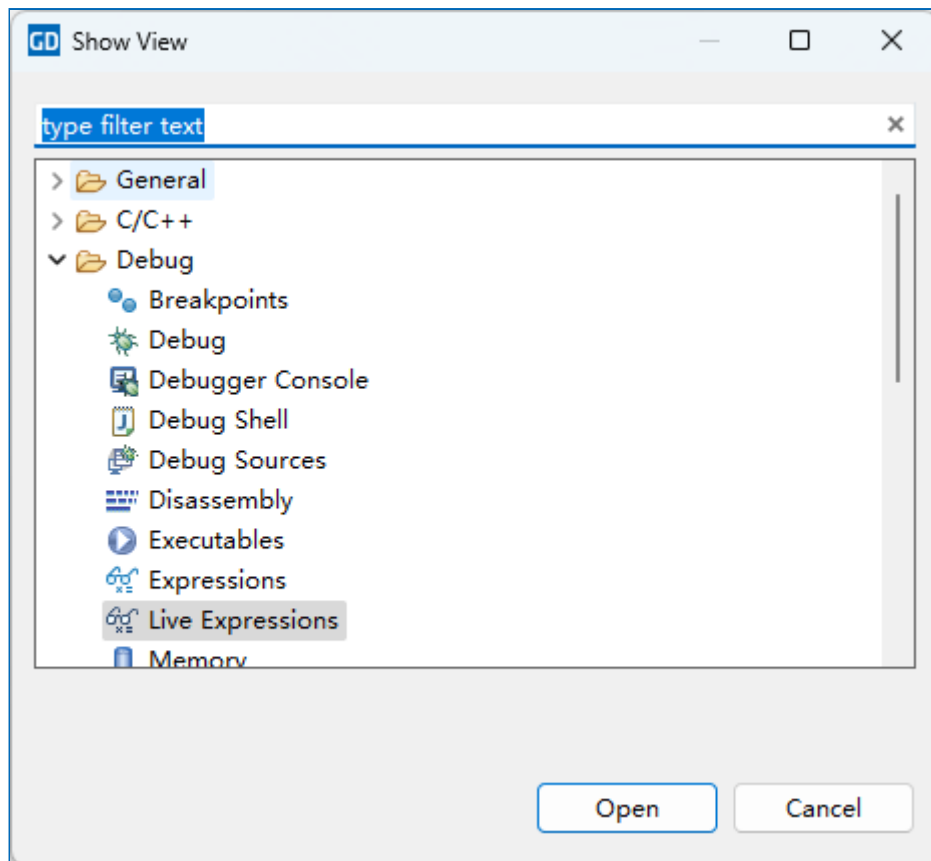 GD Show View
type filter text
General
C/C++
Debug
Breakpoints
Debug
Debugger Console
Debug Shell
Debug Sources
Disassembly
Executables
Expressions
Live Expressions
Memory
Open Cancel